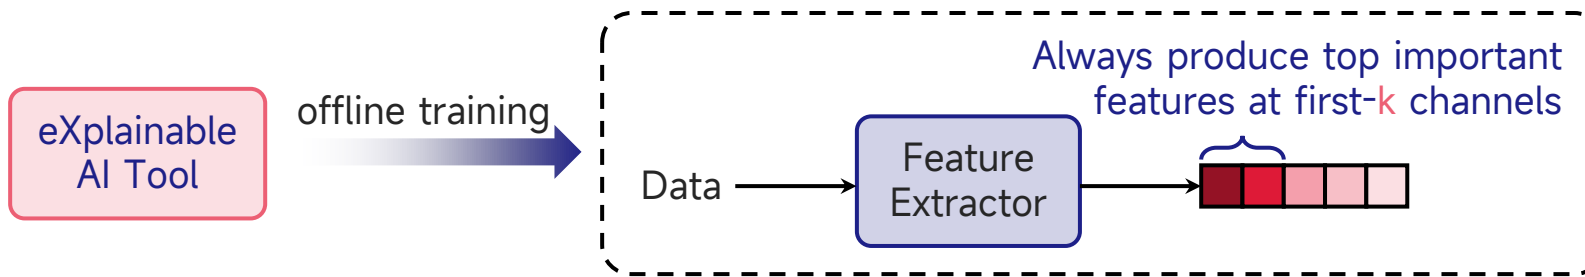 eXplainable
AI Tool
offline training
Always produce top important
features at first-k channels
Data
Feature
Extractor